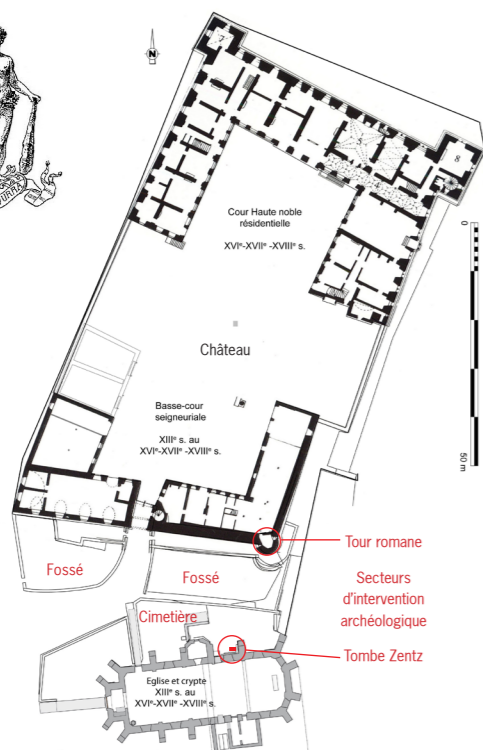 N
JURRA
Cour Haute noble
résidentielle
XVIᵉ-XVIIᵉ -XVIIIᵉ s.
0
50 m
Château
Basse-cour
seigneuriale
XIIIᵉ s. au
XVIᵉ-XVIIᵉ -XVIIIᵉ s.
Fossé
Fossé
Tour romane
Secteurs
d'intervention
archéologique
Cimetière
Tombe Zentz
Eglise et crypte
XIIIᵉ s. au
XVIᵉ-XVIIᵉ -XVIIIᵉ s.